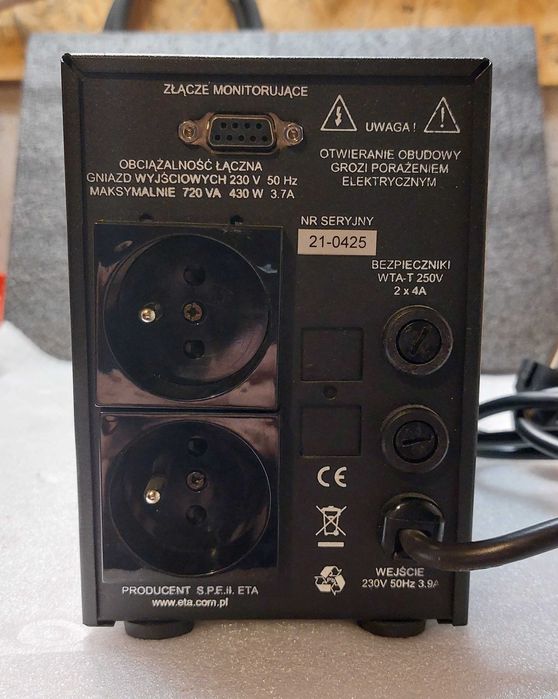 ZŁĄCZE MONITORUJĄCE
OBCIĄŻALNOŚĆ ŁĄCZNA
GNIAZD WYJŚCIOWYCH 230 V 50 Hz
MAKSYMALNIE 720 VA 430 W 3.7A
UWAGA !
OTWIERANIE OBUDOWY
GROZI PORAŻENIEM
ELEKTRYCZNYM
NR SERYJNY
21-0425
BEZPIECZNIKI
WTA-T 250V
2 x 4A
CE
WEJŚCIE
230V 50Hz 3.9A
PRODUCENT S.P.E.iI. ETA
www.eta.com.pl